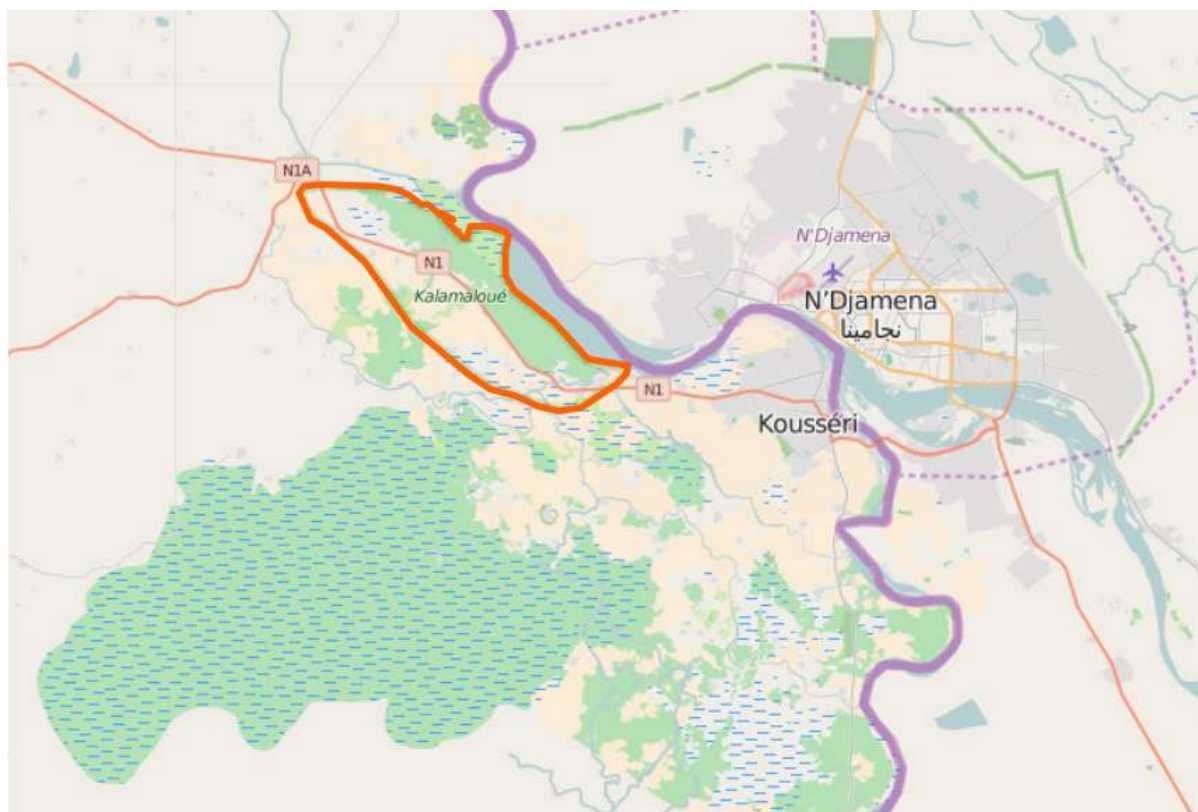 N1A
N'Djamena
N1
Kalamaloué
N'Djamena
نجامينا
N1
Kousséri